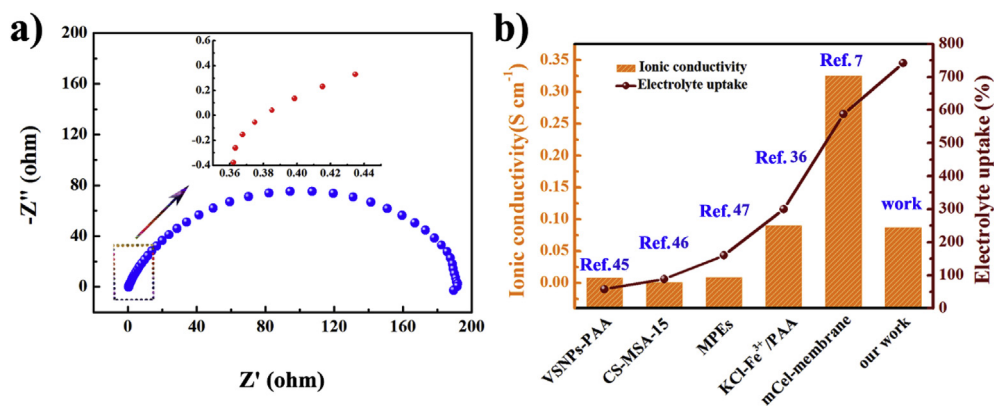 a)
200
160
120
80
40
0
-Z'' (ohm)
0.6
0.4
0.2
0.0
-0.2
-0.4
0.36 0.38 0.40 0.42 0.44
0 40 80 120 160 200
Z' (ohm)
b)
Ionic conductivity(S cm⁻¹)
0.35
0.30
0.25
0.20
0.15
0.10
0.05
0.00
Ionic conductivity
Electrolyte uptake
Ref.45
Ref.46
Ref.47
Ref.36
Ref.7
work
800
700
600
500
400
300
200
100
0
Electrolyte uptake (%)
VSNPs-PAA
CS-MSA-15
MPEs
KCl-Fe³⁺/PAA
mCel-membrane
our work